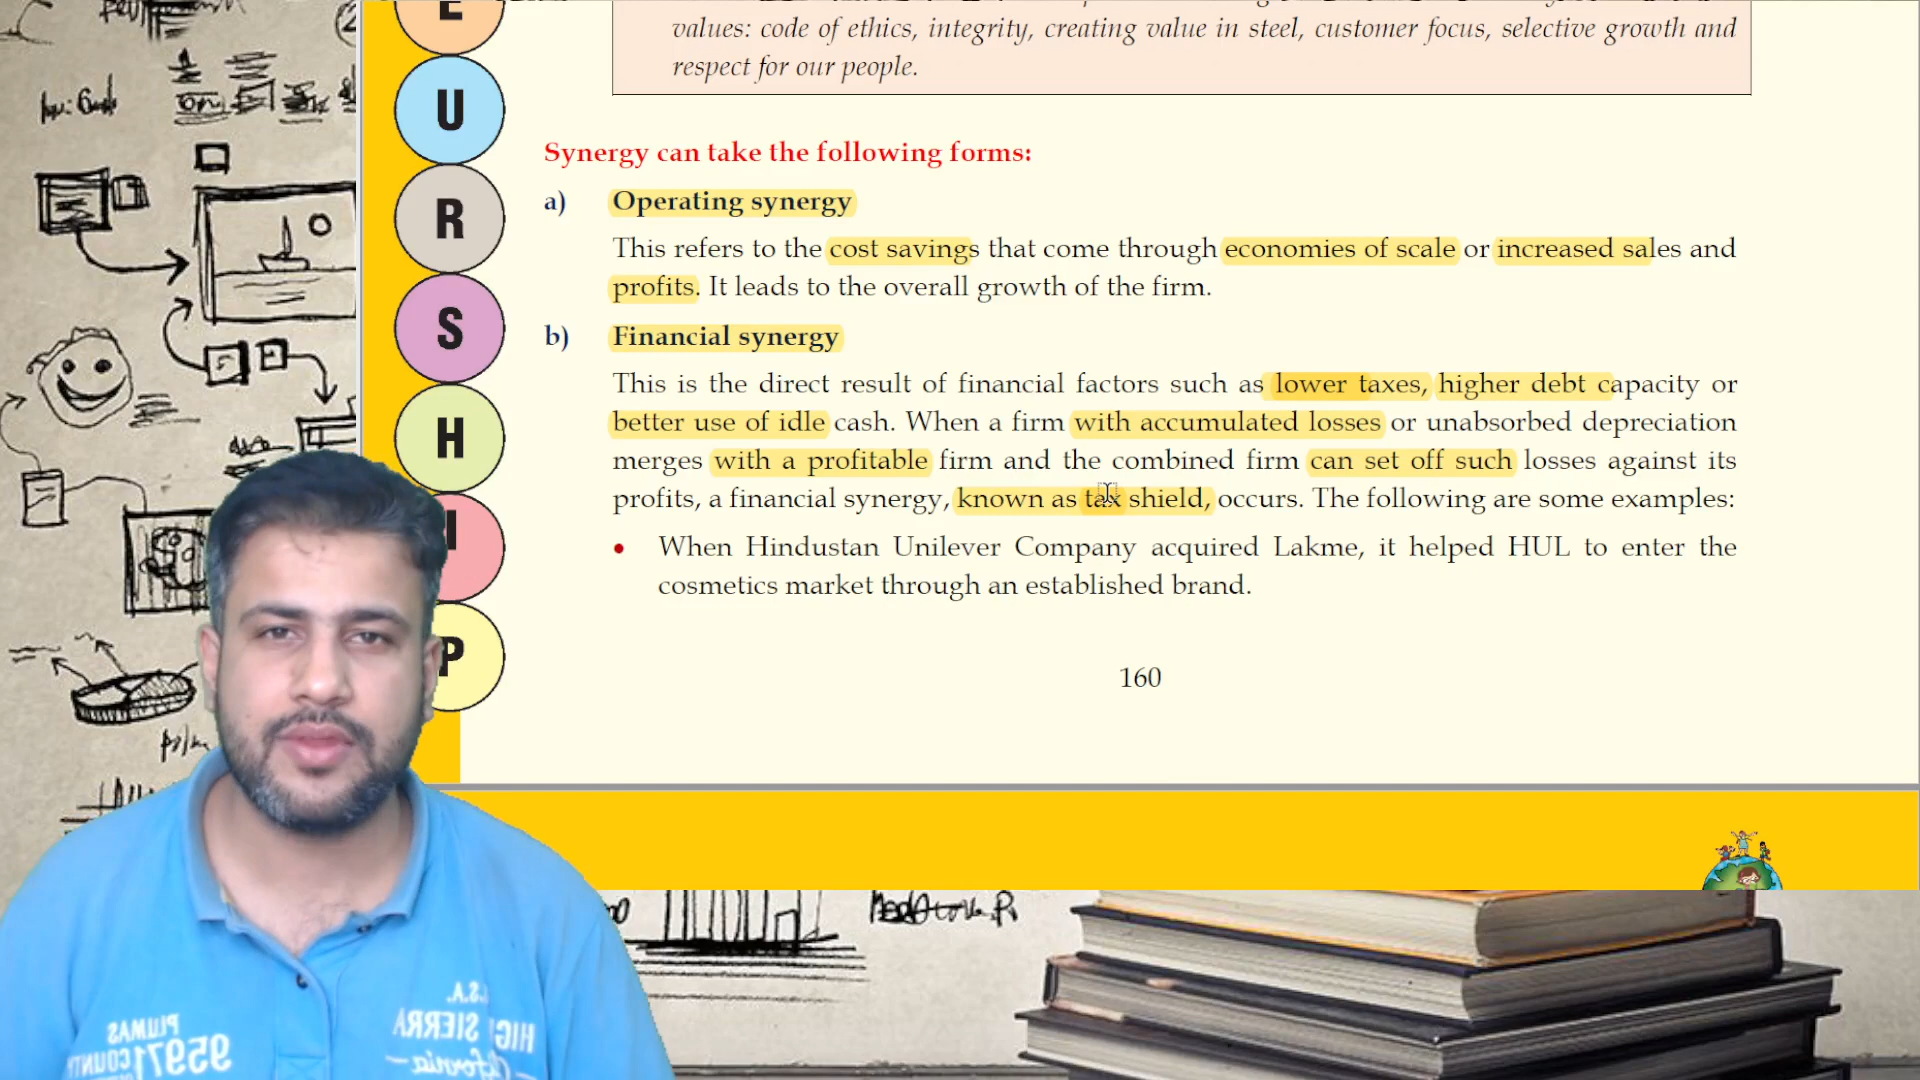 values: code of ethics, integrity, creating value in steel, customer focus, selective growth and
respect for our people.
E
U
R
S
H
I
P
Synergy can take the following forms:
a) Operating synergy
This refers to the cost savings that come through economies of scale or increased sales and
profits. It leads to the overall growth of the firm.
b) Financial synergy
This is the direct result of financial factors such as lower taxes, higher debt capacity or
better use of idle cash. When a firm with accumulated losses or unabsorbed depreciation
merges with a profitable firm and the combined firm can set off such losses against its
profits, a financial synergy, known as tax shield, occurs. The following are some examples:
• When Hindustan Unilever Company acquired Lakme, it helped HUL to enter the
cosmetics market through an established brand.
160
PLUMAS
95971
COUNTY
HIGH SIERRA
California